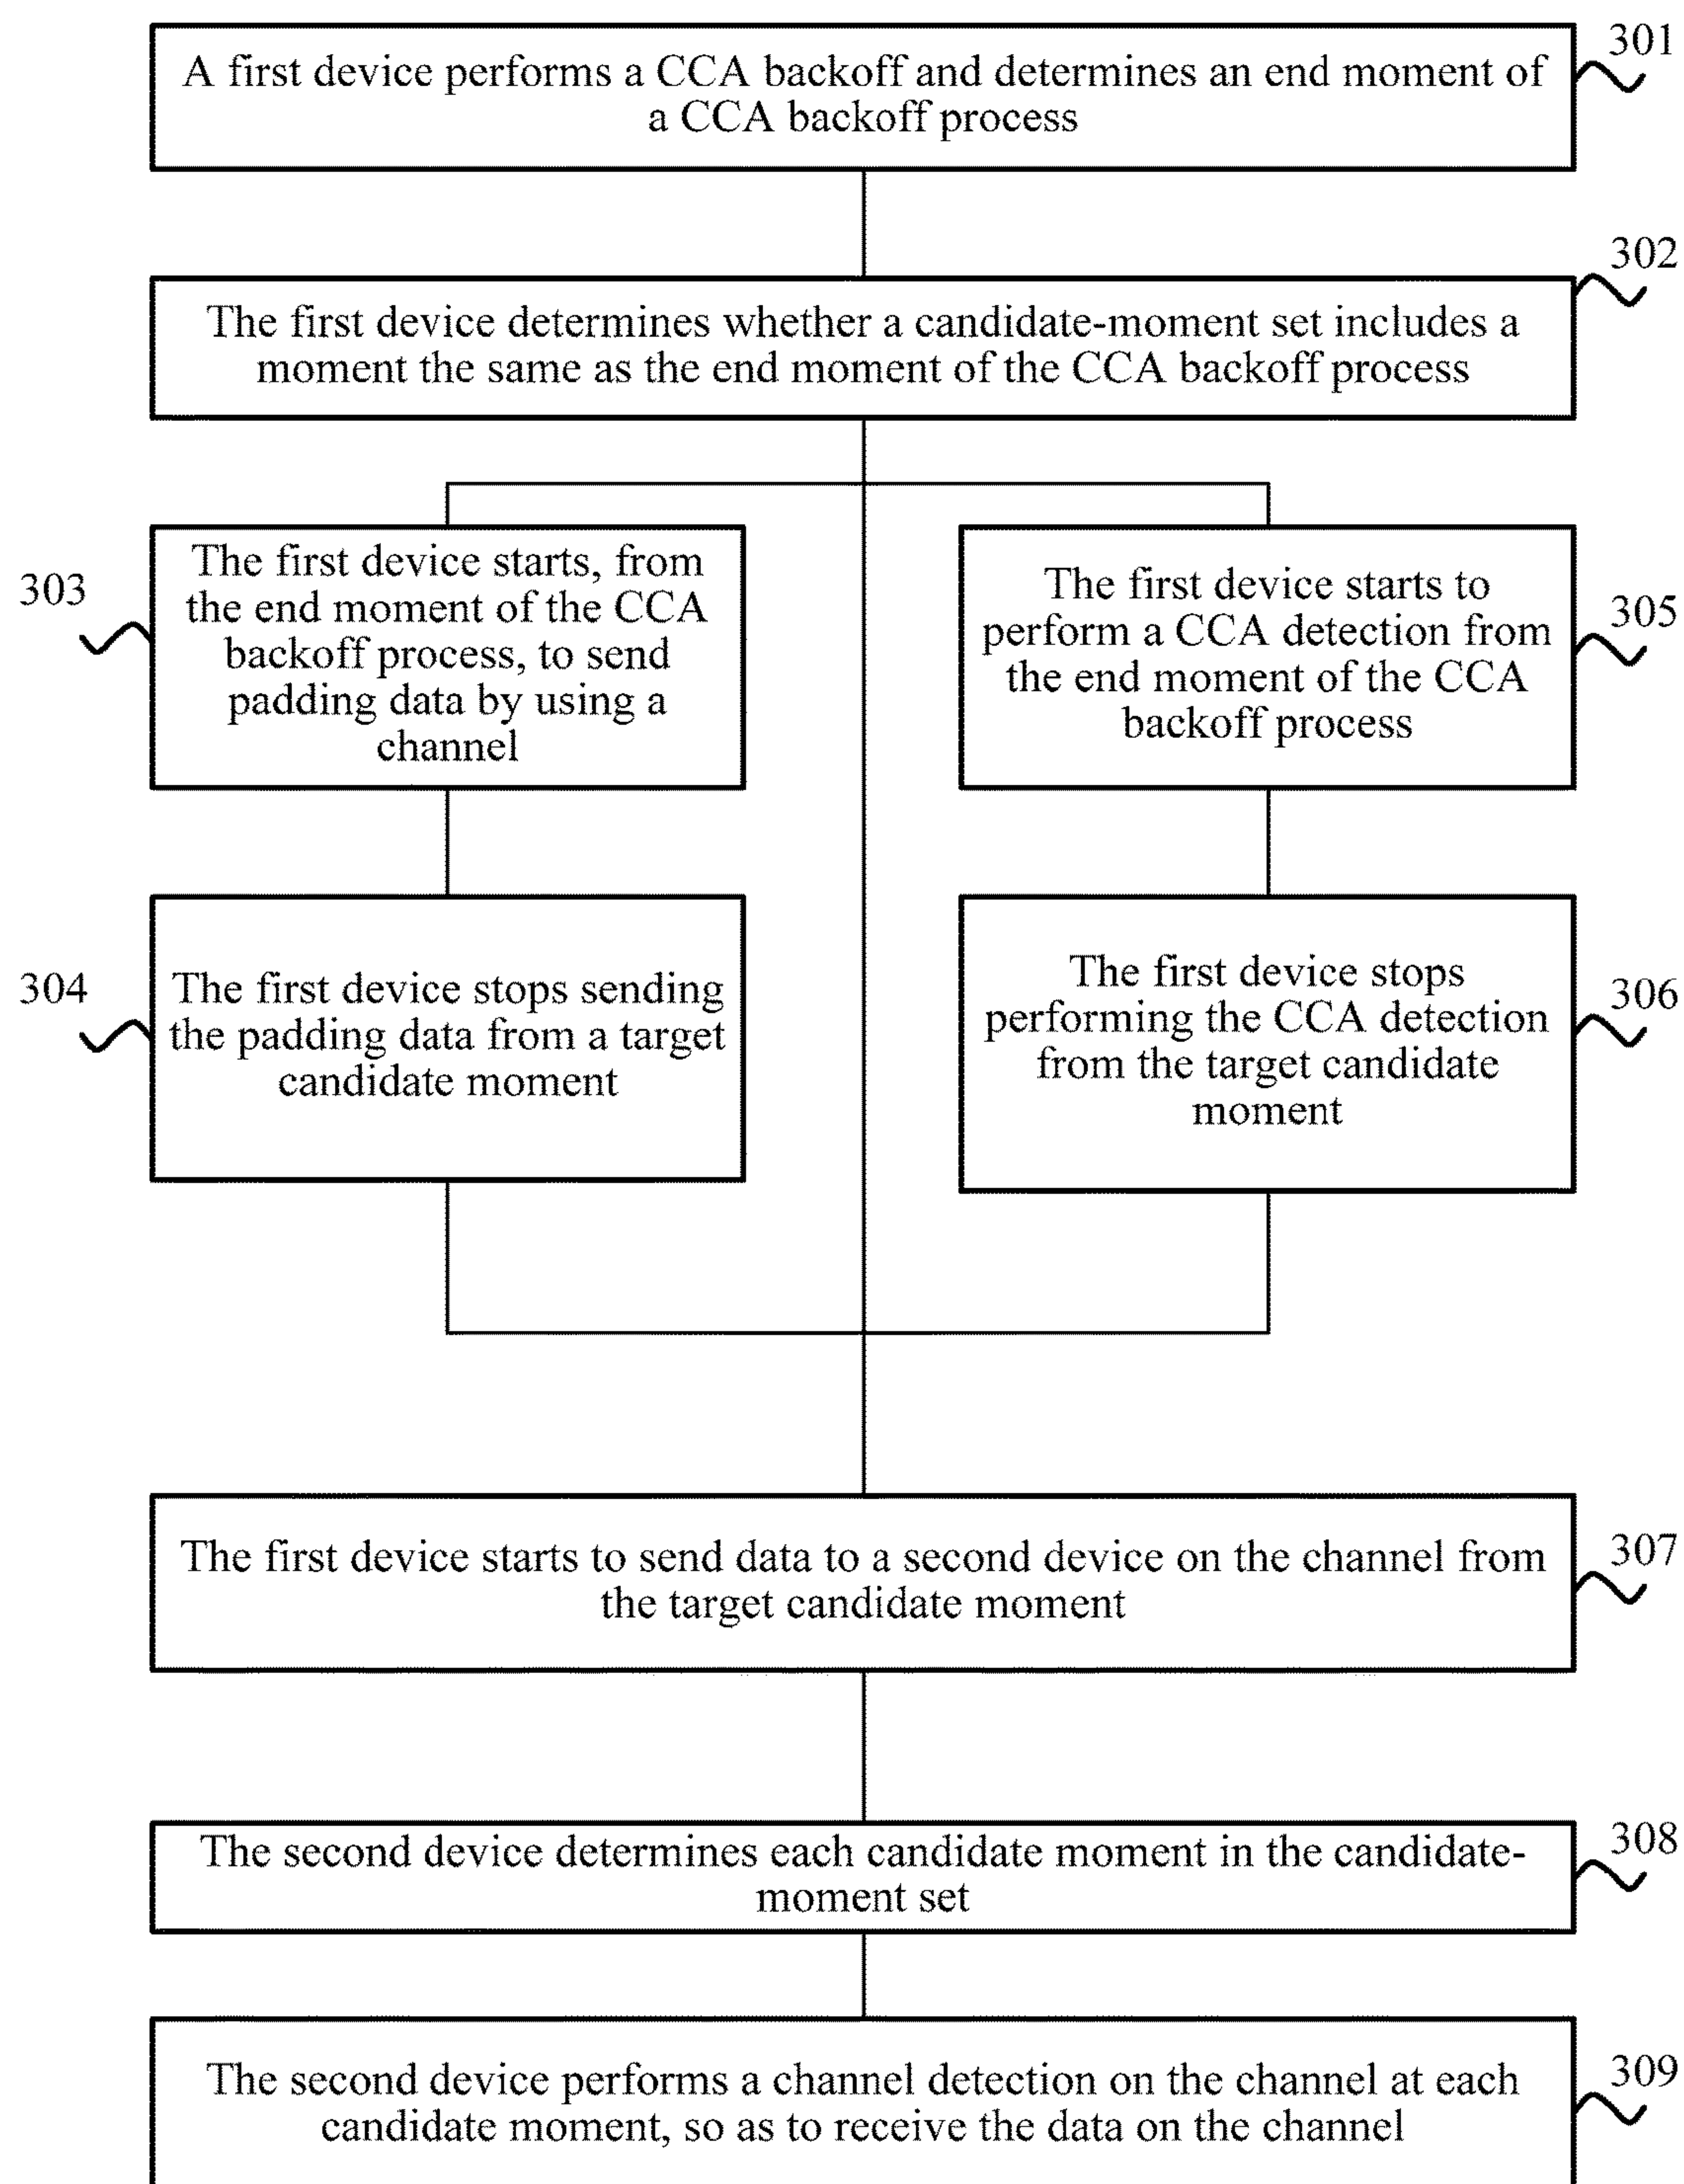 301
A first device performs a CCA backoff and determines an end moment of
a CCA backoff process
302
The first device determines whether a candidate-moment set includes a
moment the same as the end moment of the CCA backoff process
303
The first device starts, from
the end moment of the CCA
backoff process, to send
padding data by using a
channel
305
The first device starts to
perform a CCA detection from
the end moment of the CCA
backoff process
304
The first device stops sending
the padding data from a target
candidate moment
306
The first device stops
performing the CCA detection
from the target candidate
moment
307
The first device starts to send data to a second device on the channel from
the target candidate moment
308
The second device determines each candidate moment in the candidate-
moment set
309
The second device performs a channel detection on the channel at each
candidate moment, so as to receive the data on the channel